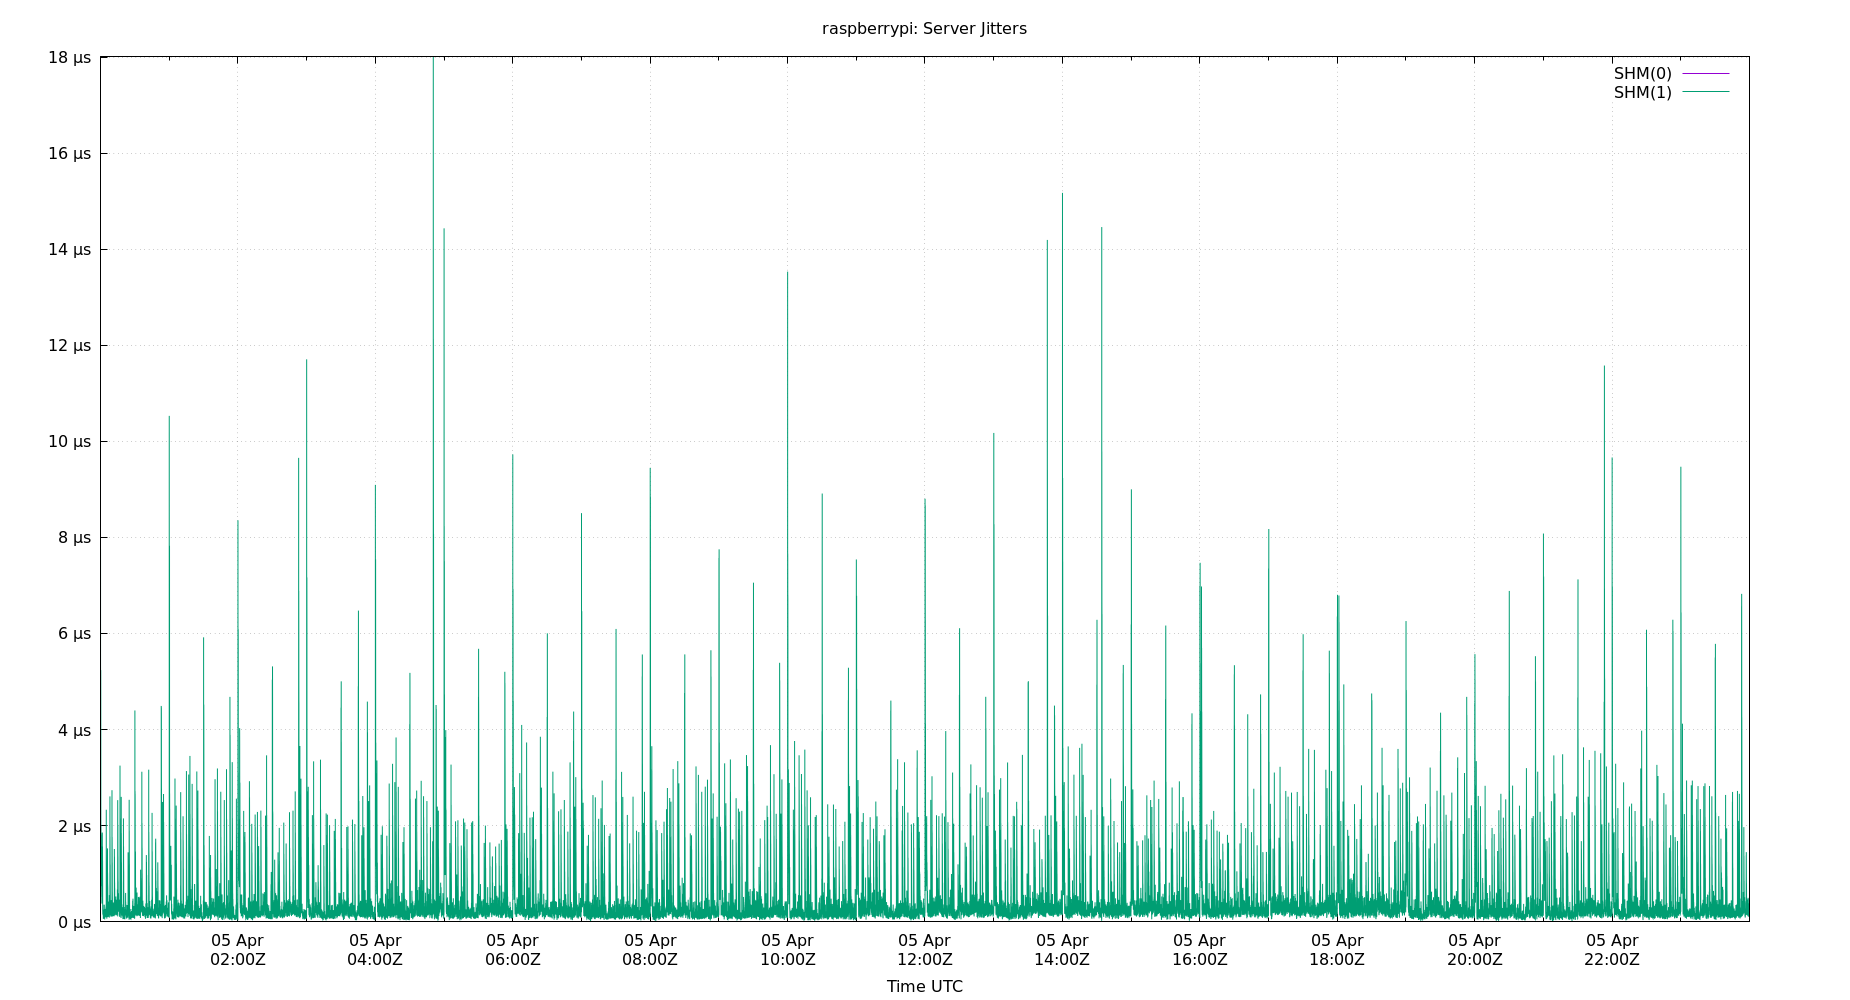 raspberrypi: Server Jitters
SHM(0)
SHM(1)
18 µs
16 µs
14 µs
12 µs
10 µs
8 µs
6 µs
4 µs
2 µs
0 µs
05 Apr 05 Apr 05 Apr 05 Apr 05 Apr 05 Apr 05 Apr 05 Apr 05 Apr 05 Apr 05 Apr
02:00Z 04:00Z 06:00Z 08:00Z 10:00Z 12:00Z 14:00Z 16:00Z 18:00Z 20:00Z 22:00Z
Time UTC